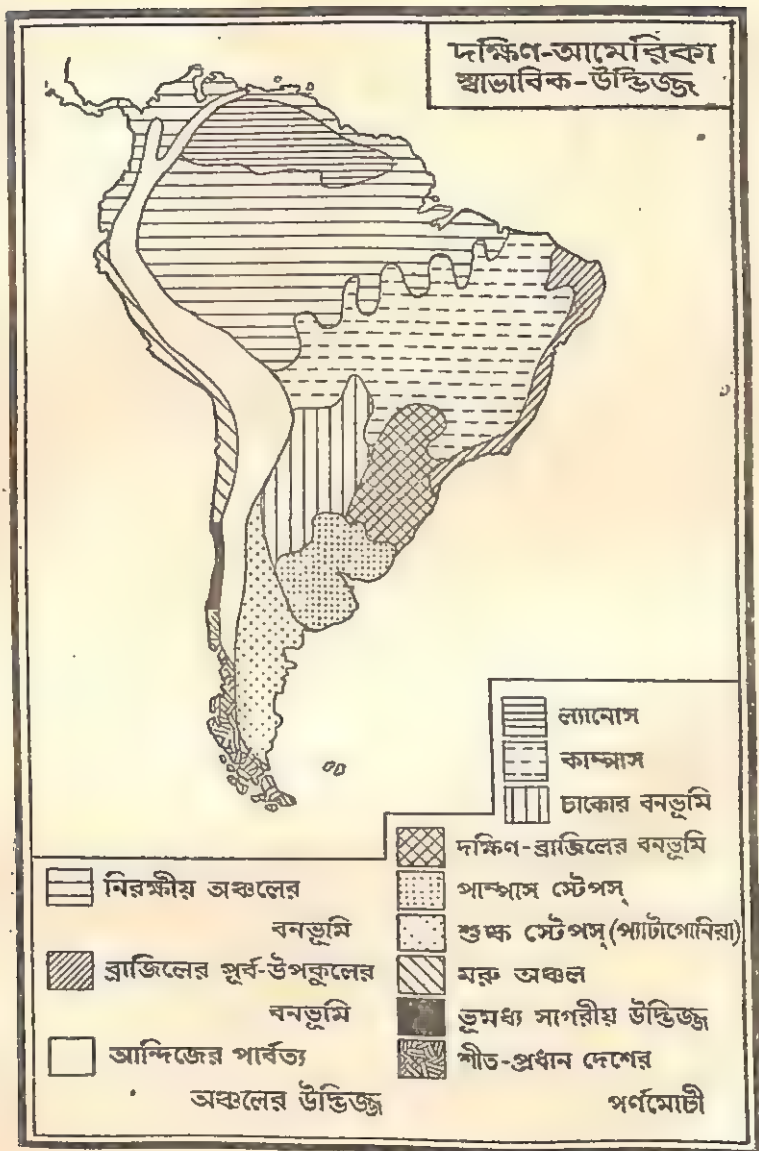 দক্ষিণ-আমেরিকা
স্বাভাবিক-উদ্ভিজ্জ
ল্যানোস
কাম্পাস
চাকোর বনভূমি
দক্ষিণ-ব্রাজিলের বনভূমি
পাম্পাস স্টেপস্
শুষ্ক স্টেপস্ (প্যাটাগোনিয়া)
মরু অঞ্চল
ভূমধ্য সাগরীয় উদ্ভিজ্জ
শীত-প্রধান দেশের
পর্ণমোচী
নিরক্ষীয় অঞ্চলের
বনভূমি
ব্রাজিলের পূর্ব-উপকূলের
বনভূমি
আন্দিজের পার্বত্য
অঞ্চলের উদ্ভিজ্জ